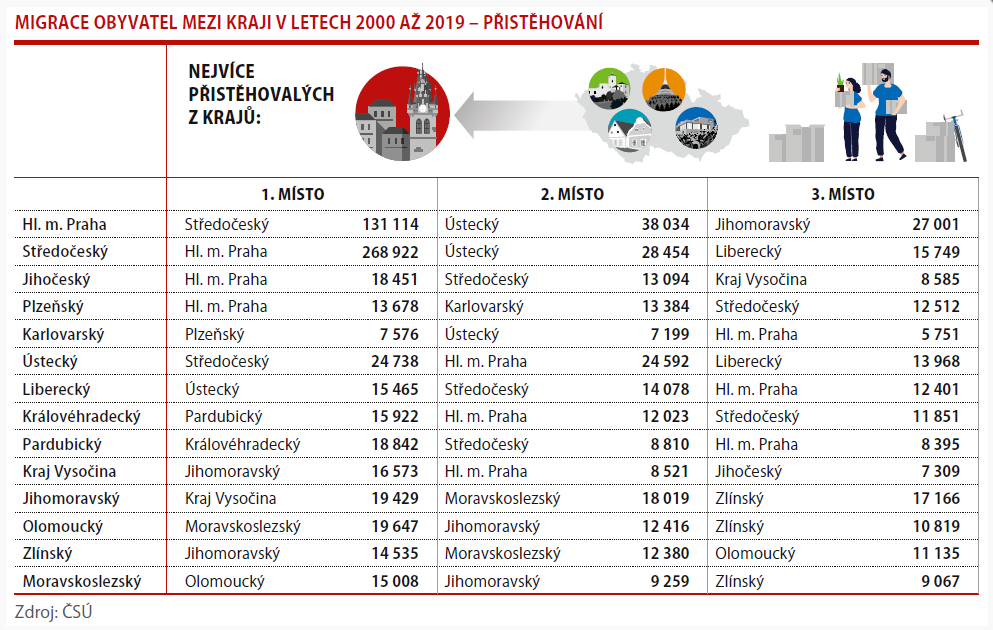 MIGRACE OBYVATEL MEZI KRAJI V LETECH 2000 AŽ 2019 – PŘISTĚHOVÁNÍ
NEJVÍCE
PŘISTĚHOVALÝCH
Z KRAJŮ:
1. MÍSTO 2. MÍSTO 3. MÍSTO
Hl. m. Praha Středočeský 131 114 Ústecký 38 034 Jihomoravský 27 001
Středočeský Hl. m. Praha 268 922 Ústecký 28 454 Liberecký 15 749
Jihočeský Hl. m. Praha 18 451 Středočeský 13 094 Kraj Vysočina 8 585
Plzeňský Hl. m. Praha 13 678 Karlovarský 13 384 Středočeský 12 512
Karlovarský Plzeňský 7 576 Ústecký 7 199 Hl. m. Praha 5 751
Ústecký Středočeský 24 738 Hl. m. Praha 24 592 Liberecký 13 968
Liberecký Ústecký 15 465 Středočeský 14 078 Hl. m. Praha 12 401
Královéhradecký Pardubický 15 922 Hl. m. Praha 12 023 Středočeský 11 851
Pardubický Královéhradecký 18 842 Středočeský 8 810 Hl. m. Praha 8 395
Kraj Vysočina Jihomoravský 16 573 Hl. m. Praha 8 521 Jihočeský 7 309
Jihomoravský Kraj Vysočina 19 429 Moravskoslezský 18 019 Zlínský 17 166
Olomoucký Moravskoslezský 19 647 Jihomoravský 12 416 Zlínský 10 819
Zlínský Jihomoravský 14 535 Moravskoslezský 12 380 Olomoucký 11 135
Moravskoslezský Olomoucký 15 008 Jihomoravský 9 259 Zlínský 9 067
Zdroj: ČSÚ